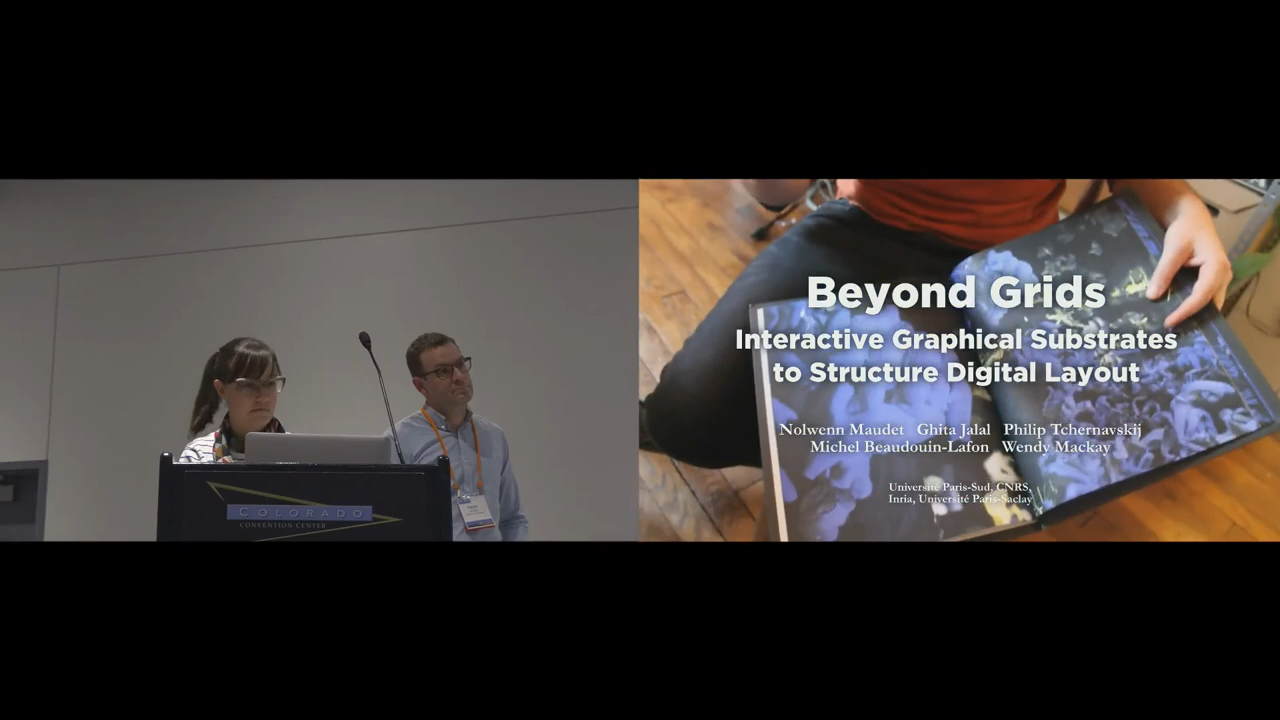 COLORADO
CONVENTION CENTER
Beyond Grids
Interactive Graphical Substrates
to Structure Digital Layout
Nolwenn Maudet Ghita Jalal Philip Tchernavskij
Michel Beaudouin-Lafon Wendy Mackay
Université Paris-Sud, CNRS,
Inria, Université Paris-Saclay